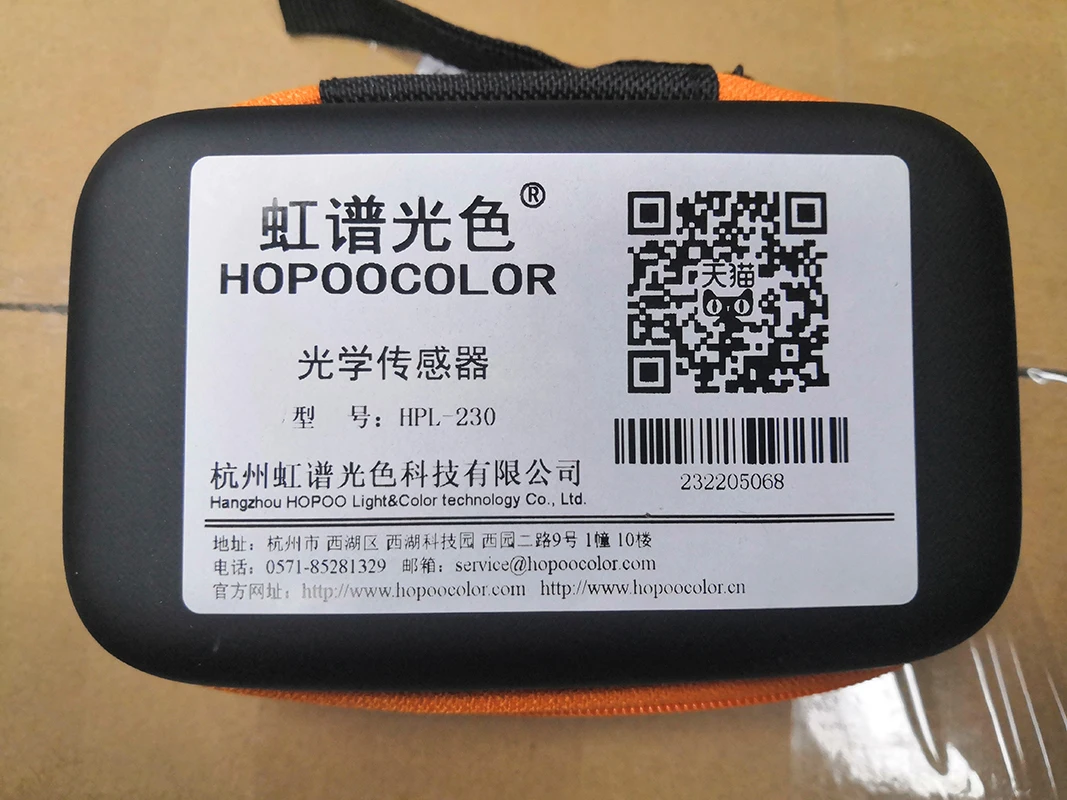 虹谱光色®
HOPOOCOLOR
天猫
光学传感器
型 号：HPL-230
232205068
杭州虹谱光色科技有限公司
Hangzhou HOPOO Light&Color technology Co., Ltd.
地址：杭州市 西湖区 西湖科技园 西园二路9号 1幢 10楼
电话：0571-85281329 邮箱：service@hopoocolor.com
官方网址：http://www.hopoocolor.com http://www.hopoocolor.cn